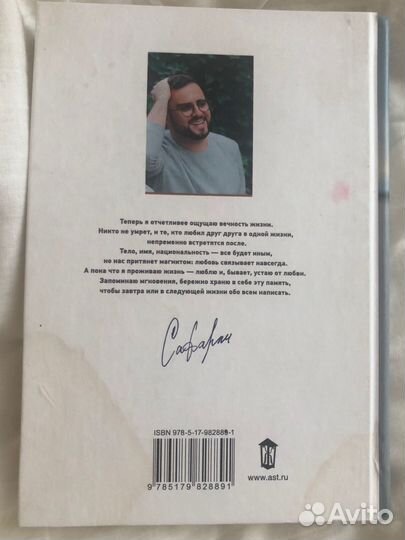 Теперь я отчетливее ощущаю вечность жизни.
Никто не умрет, и те, кто любил друг друга в одной жизни,
непременно встретятся после.
Тело, имя, национальность — все будет иным,
но нас притянет магнитом: любовь связывает навсегда.
А пока что я проживаю жизнь — люблю и, бывает, устаю от любви.
Запоминаю мгновения, бережно храню в себе эту память,
чтобы завтра или в следующей жизни обо всем написать.
Сафарли
ISBN 978-5-17-982889-1
9 785179 828891
www.ast.ru
Avito